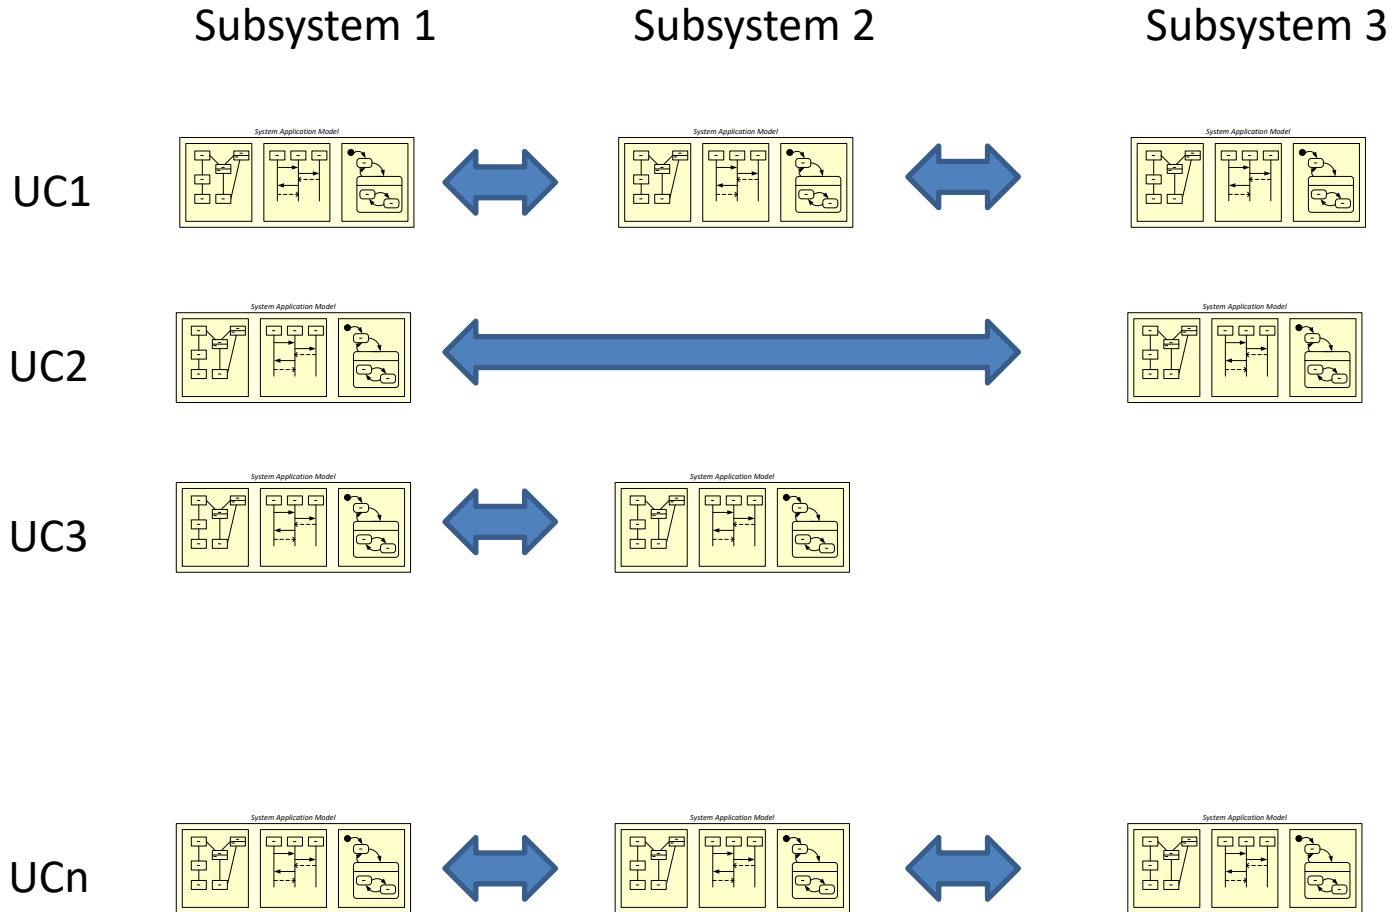 Subsystem 1 Subsystem 2 Subsystem 3
System Application Model System Application Model System Application Model
UC1
System Application Model System Application Model
UC2
System Application Model System Application Model
UC3
System Application Model System Application Model System Application Model
UCn